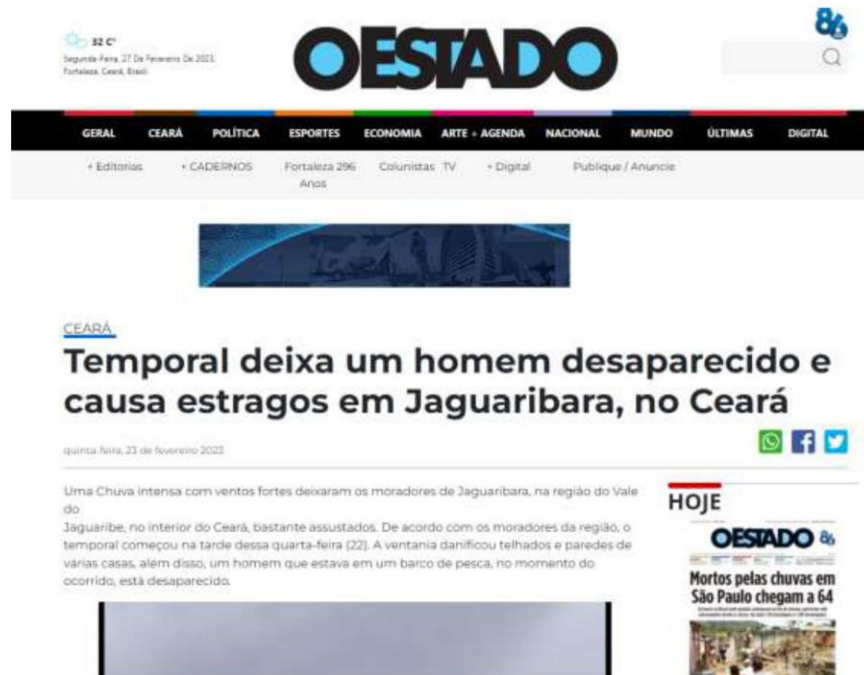 86
32 C°
Segunda-Feira, 27 De Fevereiro De 2023.
Fortaleza, Ceará, Brasil.
OESTADO
GERAL CEARÁ POLÍTICA ESPORTES ECONOMIA ARTE + AGENDA NACIONAL MUNDO ÚLTIMAS DIGITAL
+ Editorias + CADERNOS Fortaleza 296 Anos Colunistas TV + Digital Publique / Anuncie
CEARÁ
Temporal deixa um homem desaparecido e
causa estragos em Jaguaribara, no Ceará
quinta-feira, 23 de fevereiro 2023
Uma Chuva intensa com ventos fortes deixaram os moradores de Jaguaribara, na região do Vale
do
Jaguaribe, no interior do Ceará, bastante assustados. De acordo com os moradores da região, o
temporal começou na tarde dessa quarta-feira (22). A ventania danificou telhados e paredes de
várias casas, além disso, um homem que estava em um barco de pesca, no momento do
ocorrido, está desaparecido.
HOJE
OESTADO 86
Mortos pelas chuvas em
São Paulo chegam a 64